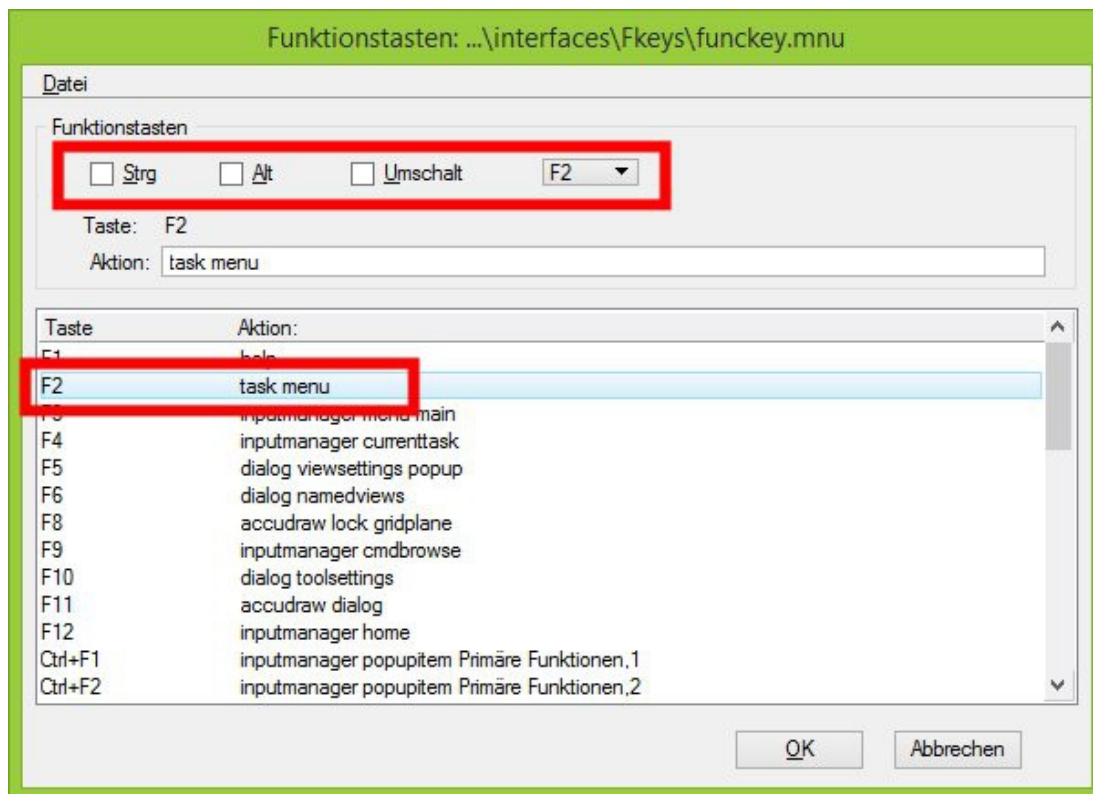 Funktionstasten: ...\interfaces\Fkeys\funckey.mnu
Datei
Funktionstasten
Strg Alt Umschalt F2
Taste: F2
Aktion: task menu
Taste Aktion:
F1 help
F2 task menu
F3 inputmanager menu main
F4 inputmanager currenttask
F5 dialog viewsettings popup
F6 dialog namedviews
F8 accudraw lock gridplane
F9 inputmanager cmdbrowse
F10 dialog toolsettings
F11 accudraw dialog
F12 inputmanager home
Ctrl+F1 inputmanager popupitem Primäre Funktionen,1
Ctrl+F2 inputmanager popupitem Primäre Funktionen,2
OK Abbrechen